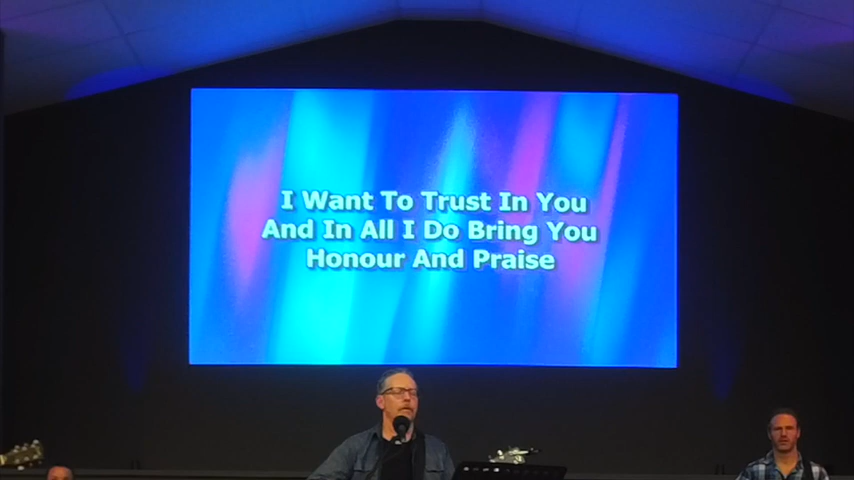 I Want To Trust In You
And In All I Do Bring You
Honour And Praise